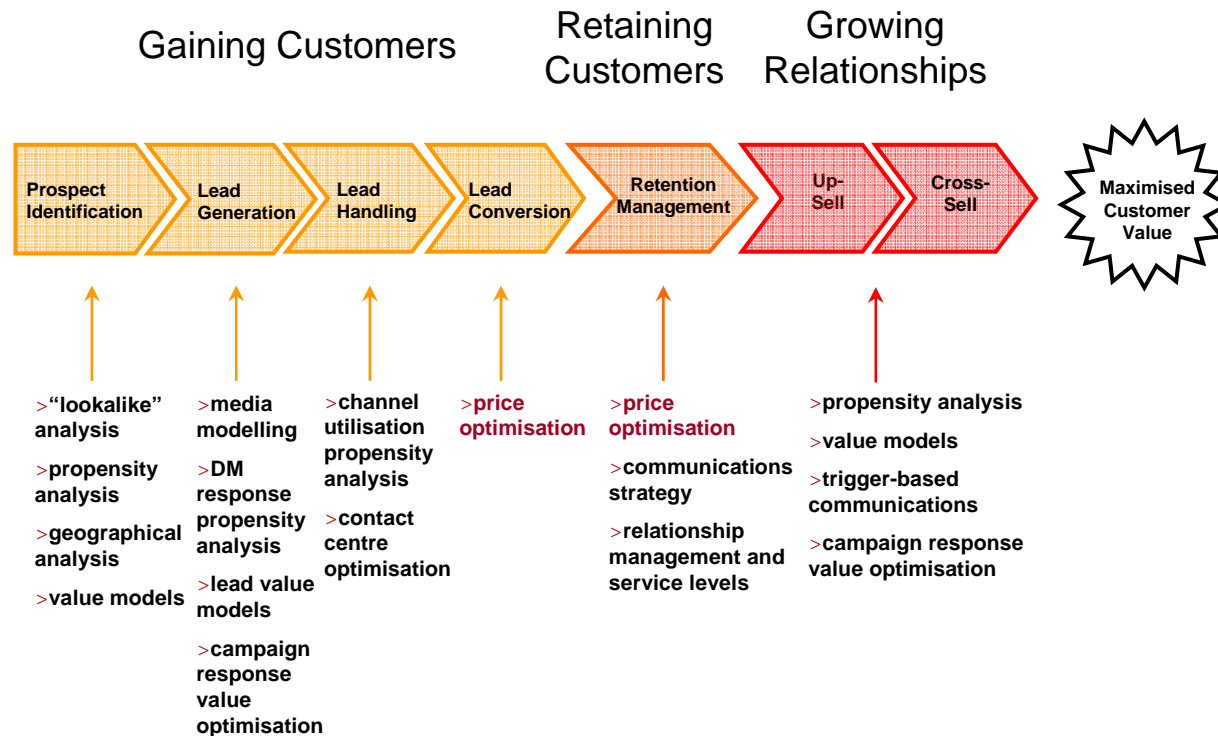 Gaining Customers
Retaining
Customers
Growing
Relationships
Prospect
Identification
Lead
Generation
Lead
Handling
Lead
Conversion
Retention
Management
Up-
Sell
Cross-
Sell
Maximised
Customer
Value
>“lookalike”
analysis
>propensity
analysis
>geographical
analysis
>value models
>media
modelling
>DM
response
propensity
analysis
>lead value
models
>campaign
response
value
optimisation
>channel
utilisation
propensity
analysis
>contact
centre
optimisation
>price
optimisation
>price
optimisation
>communications
strategy
>relationship
management and
service levels
>propensity analysis
>value models
>trigger-based
communications
>campaign response
value optimisation